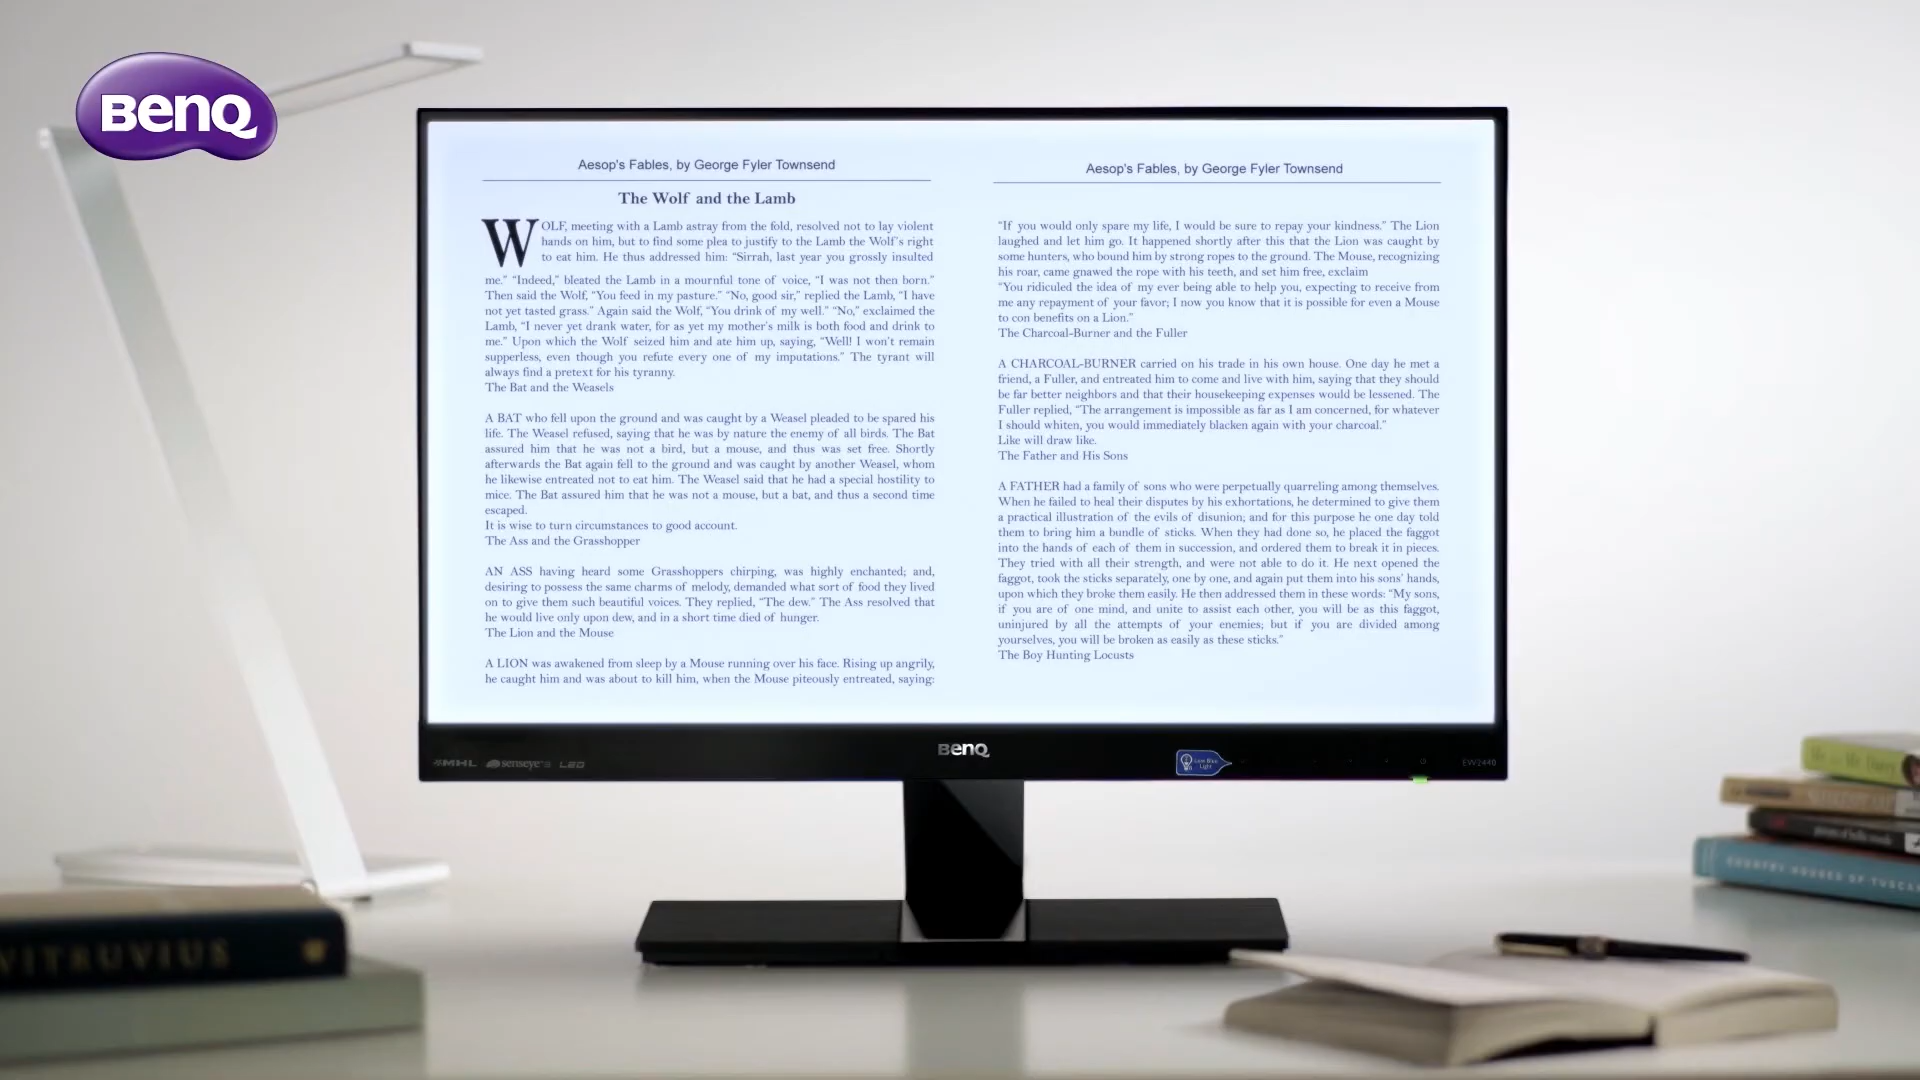 BenQ
Aesop's Fables, by George Fyler Townsend
The Wolf and the Lamb
WOLF, meeting with a Lamb astray from the fold, resolved not to lay violent
hands on him, but to find some plea to justify to the Lamb the Wolf's right
to eat him. He thus addressed him: “Sirrah, last year you grossly insulted
me.” “Indeed,” bleated the Lamb in a mournful tone of voice, “I was not then born.”
Then said the Wolf, “You feed in my pasture.” “No, good sir,” replied the Lamb, “I have
not yet tasted grass.” Again said the Wolf, “You drink of my well.” “No,” exclaimed the
Lamb, “I never yet drank water, for as yet my mother's milk is both food and drink to
me.” Upon which the Wolf seized him and ate him up, saying, “Well! I won't remain
supperless, even though you refute every one of my imputations.” The tyrant will
always find a pretext for his tyranny.
The Bat and the Weasels
A BAT who fell upon the ground and was caught by a Weasel pleaded to be spared his
life. The Weasel refused, saying that he was by nature the enemy of all birds. The Bat
assured him that he was not a bird, but a mouse, and thus was set free. Shortly
afterwards the Bat again fell to the ground and was caught by another Weasel, whom
he likewise entreated not to eat him. The Weasel said that he had a special hostility to
mice. The Bat assured him that he was not a mouse, but a bat, and thus a second time
escaped.
It is wise to turn circumstances to good account.
The Ass and the Grasshopper
AN ASS having heard some Grasshoppers chirping, was highly enchanted; and,
desiring to possess the same charms of melody, demanded what sort of food they lived
on to give them such beautiful voices. They replied, “The dew.” The Ass resolved that
he would live only upon dew, and in a short time died of hunger.
The Lion and the Mouse
A LION was awakened from sleep by a Mouse running over his face. Rising up angrily,
he caught him and was about to kill him, when the Mouse piteously entreated, saying:
Aesop's Fables, by George Fyler Townsend
“If you would only spare my life, I would be sure to repay your kindness.” The Lion
laughed and let him go. It happened shortly after this that the Lion was caught by
some hunters, who bound him by strong ropes to the ground. The Mouse, recognizing
his roar, came gnawed the rope with his teeth, and set him free, exclaim
“You ridiculed the idea of my ever being able to help you, expecting to receive from
me any repayment of your favor; I now you know that it is possible for even a Mouse
to con benefits on a Lion.”
The Charcoal-Burner and the Fuller
A CHARCOAL-BURNER carried on his trade in his own house. One day he met a
friend, a Fuller, and entreated him to come and live with him, saying that they should
be far better neighbors and that their housekeeping expenses would be lessened. The
Fuller replied, “The arrangement is impossible as far as I am concerned, for whatever
I should whiten, you would immediately blacken again with your charcoal.”
Like will draw like.
The Father and His Sons
A FATHER had a family of sons who were perpetually quarreling among themselves.
When he failed to heal their disputes by his exhortations, he determined to give them
a practical illustration of the evils of disunion; and for this purpose he one day told
them to bring him a bundle of sticks. When they had done so, he placed the faggot
into the hands of each of them in succession, and ordered them to break it in pieces.
They tried with all their strength, and were not able to do it. He next opened the
faggot, took the sticks separately, one by one, and again put them into his sons' hands,
upon which they broke them easily. He then addressed them in these words: “My sons,
if you are of one mind, and unite to assist each other, you will be as this faggot,
uninjured by all the attempts of your enemies; but if you are divided among
yourselves, you will be broken as easily as these sticks.”
The Boy Hunting Locusts
MHL senseye3 LED
BenQ
Low Blue
Light
EW2440
VITRUVIUS
COUNTRY HOUSES OF TUSCA